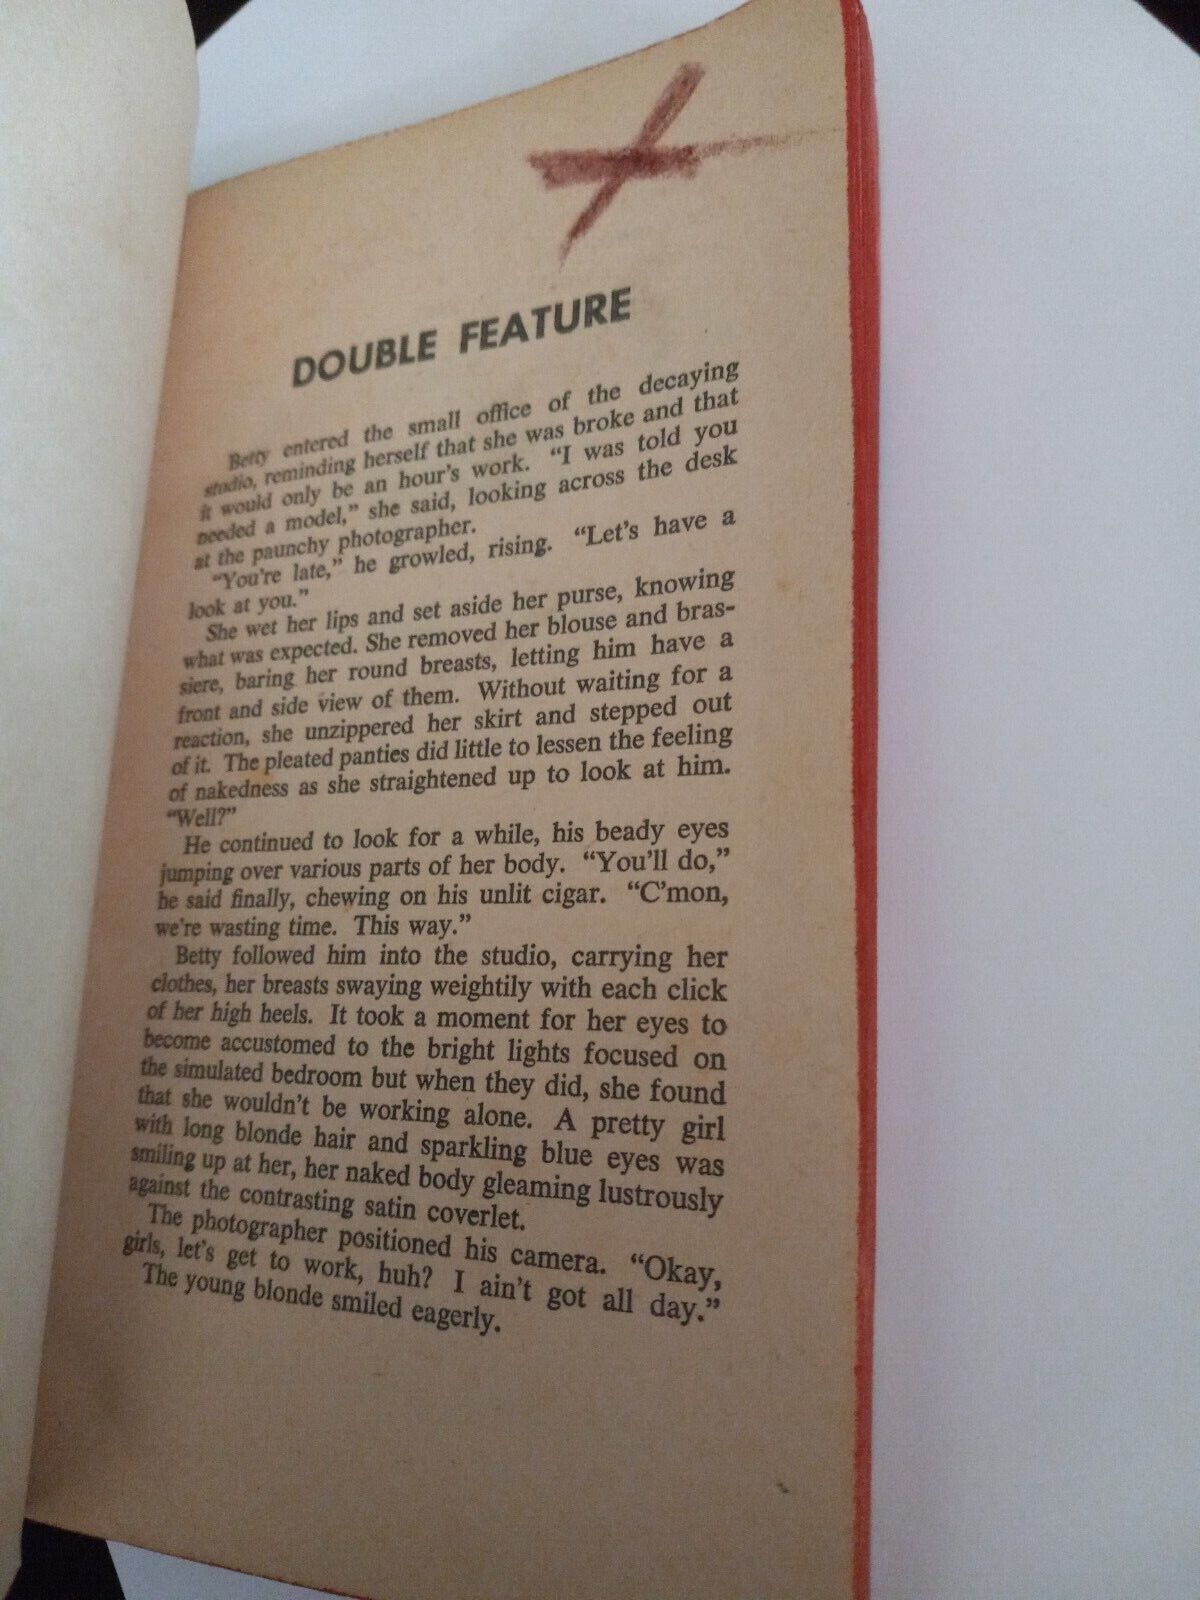 DOUBLE FEATURE
Betty entered the small office of the decaying
studio, reminding herself that she was broke and that
it would only be an hour's work. “I was told you
needed a model,” she said, looking across the desk
at the paunchy photographer.
“You're late,” he growled, rising. “Let's have a
look at you.”
She wet her lips and set aside her purse, knowing
what was expected. She removed her blouse and bras-
siere, baring her round breasts, letting him have a
front and side view of them. Without waiting for a
reaction, she unzippered her skirt and stepped out
of it. The pleated panties did little to lessen the feeling
of nakedness as she straightened up to look at him.
“Well?”
He continued to look for a while, his beady eyes
jumping over various parts of her body. “You'll do,”
he said finally, chewing on his unlit cigar. “C'mon,
we're wasting time. This way.”
Betty followed him into the studio, carrying her
clothes, her breasts swaying weightily with each click
of her high heels. It took a moment for her eyes to
become accustomed to the bright lights focused on
the simulated bedroom but when they did, she found
that she wouldn't be working alone. A pretty girl
with long blonde hair and sparkling blue eyes was
smiling up at her, her naked body gleaming lustrously
against the contrasting satin coverlet.
The photographer positioned his camera. “Okay,
girls, let's get to work, huh? I ain't got all day.”
The young blonde smiled eagerly.